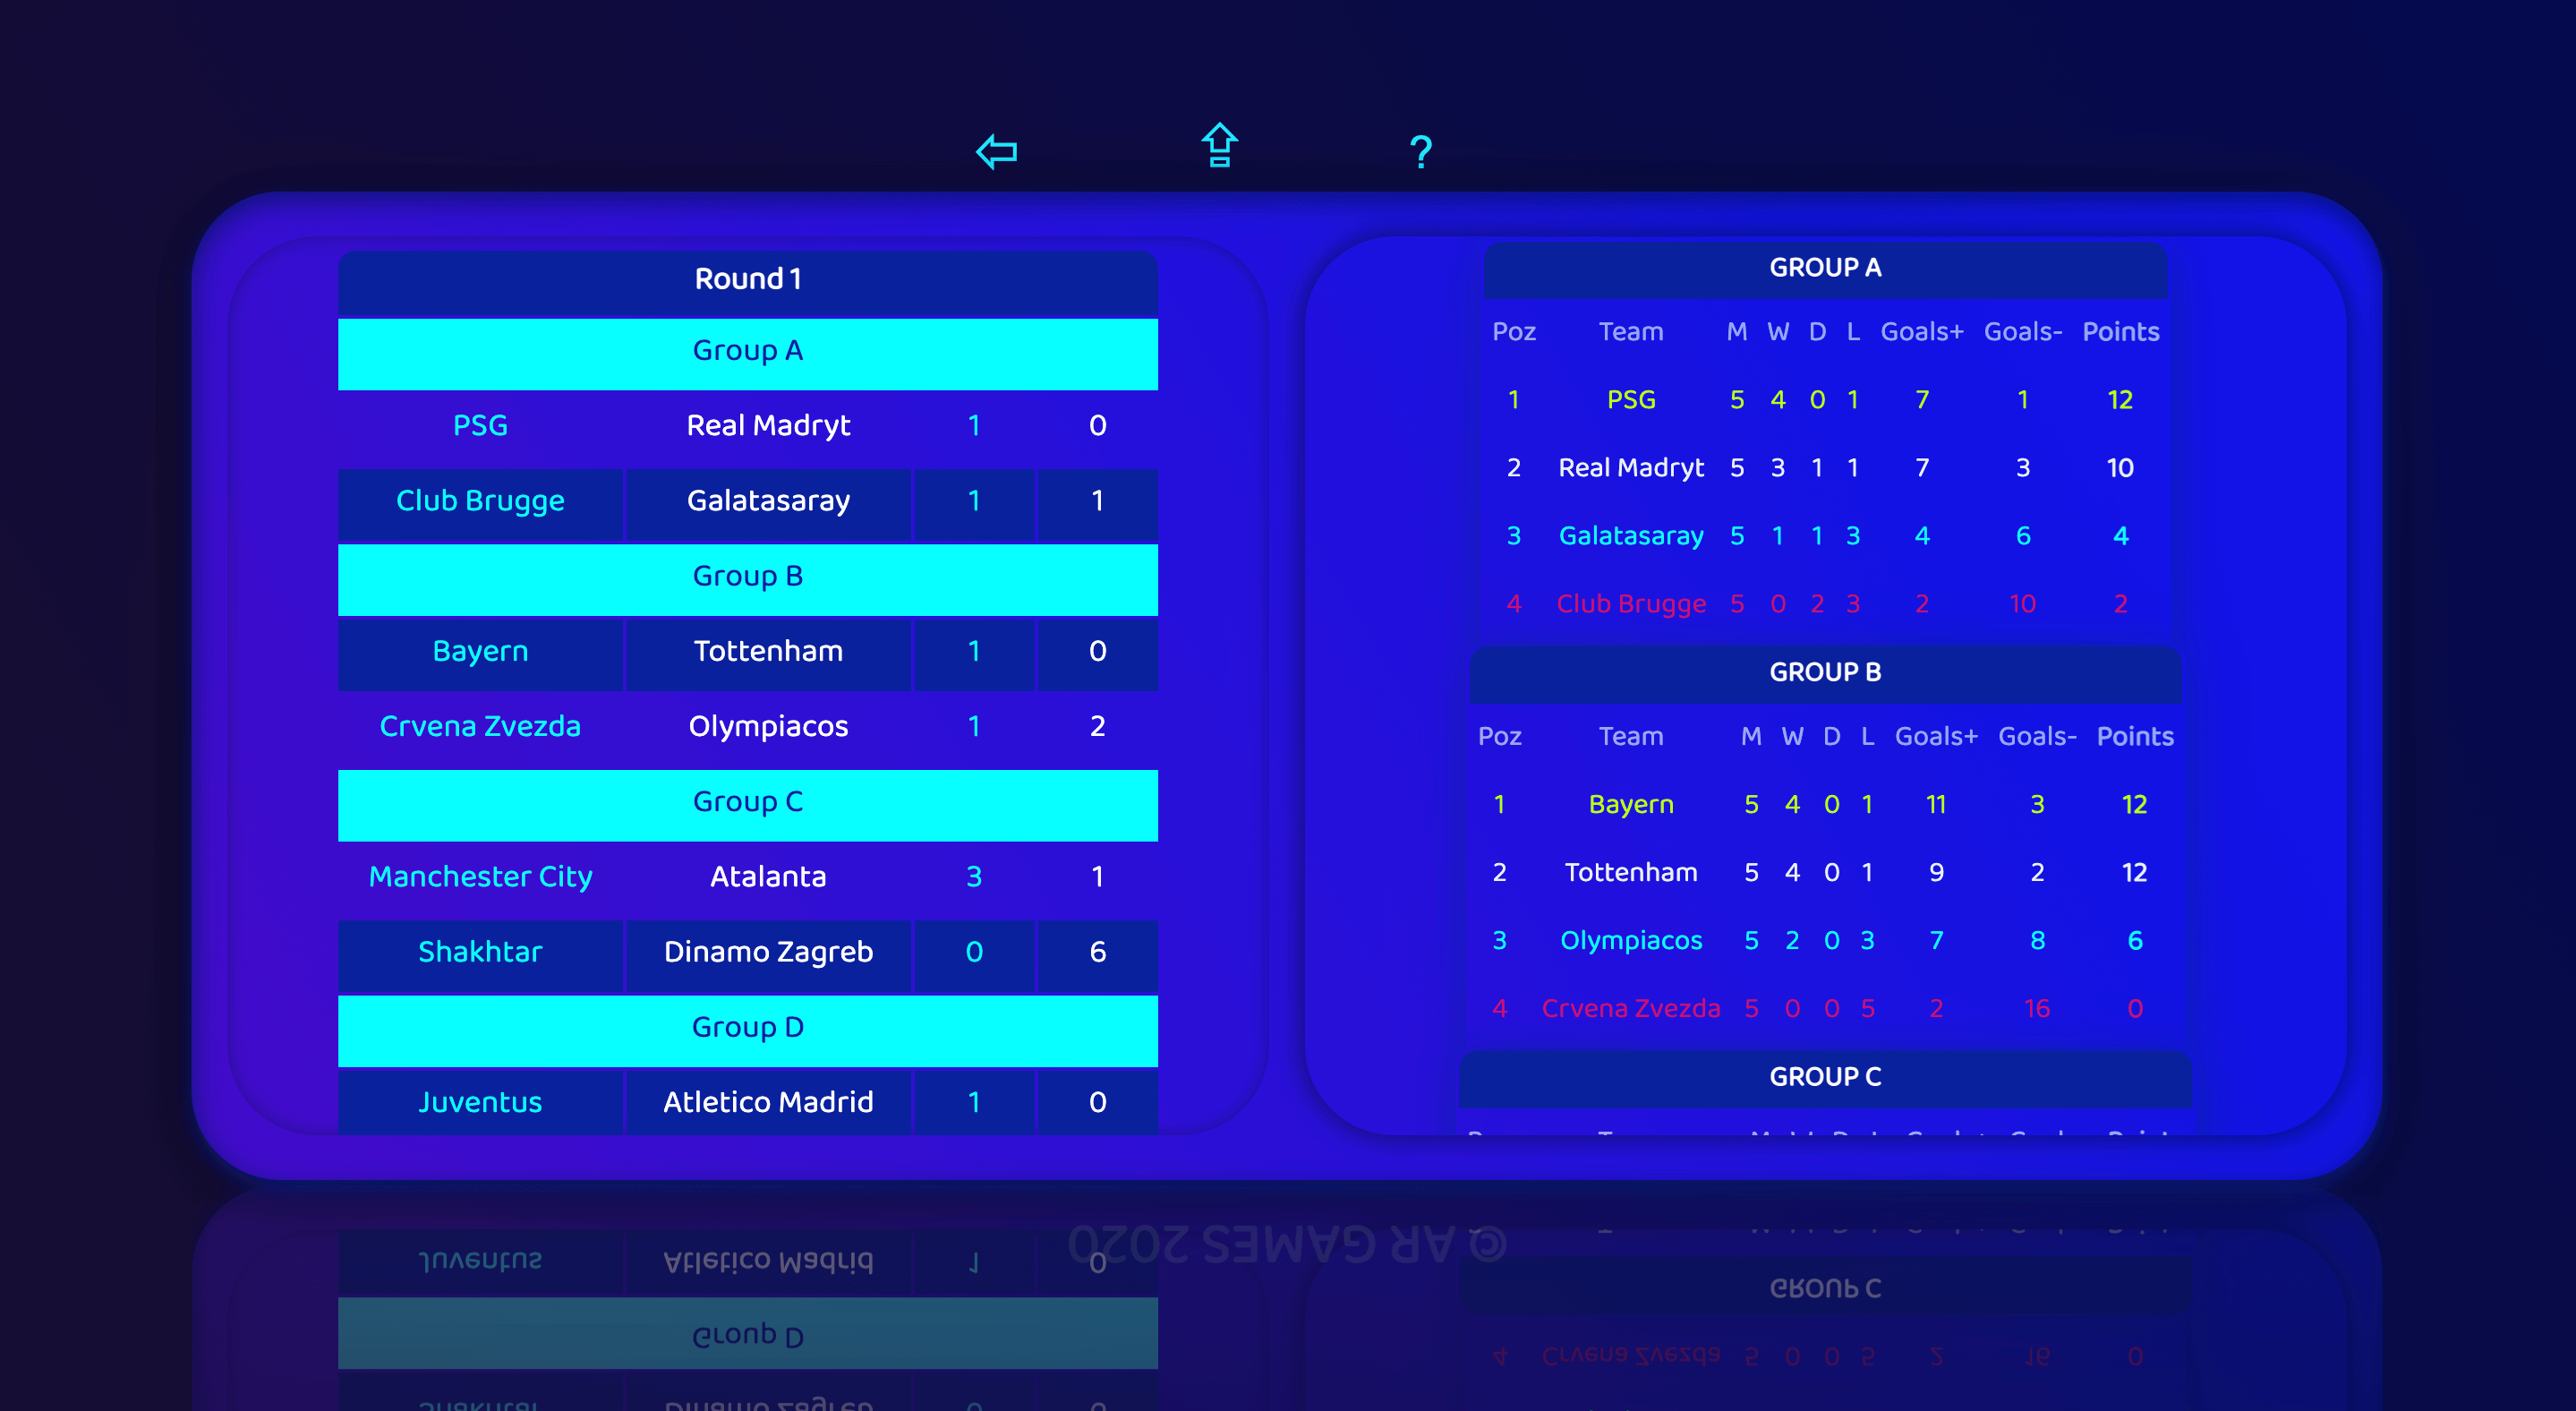 ?
Round 1
Group A
PSG Real Madryt 1 0
Club Brugge Galatasaray 1 1
Group B
Bayern Tottenham 1 0
Crvena Zvezda Olympiacos 1 2
Group C
Manchester City Atalanta 3 1
Shakhtar Dinamo Zagreb 0 6
Group D
Juventus Atletico Madrid 1 0
GROUP A
Poz Team M W D L Goals+ Goals- Points
1 PSG 5 4 0 1 7 1 12
2 Real Madryt 5 3 1 1 7 3 10
3 Galatasaray 5 1 1 3 4 6 4
4 Club Brugge 5 0 2 3 2 10 2
GROUP B
Poz Team M W D L Goals+ Goals- Points
1 Bayern 5 4 0 1 11 3 12
2 Tottenham 5 4 0 1 9 2 12
3 Olympiacos 5 2 0 3 7 8 6
4 Crvena Zvezda 5 0 0 5 2 16 0
GROUP C
© AR GAMES 2020